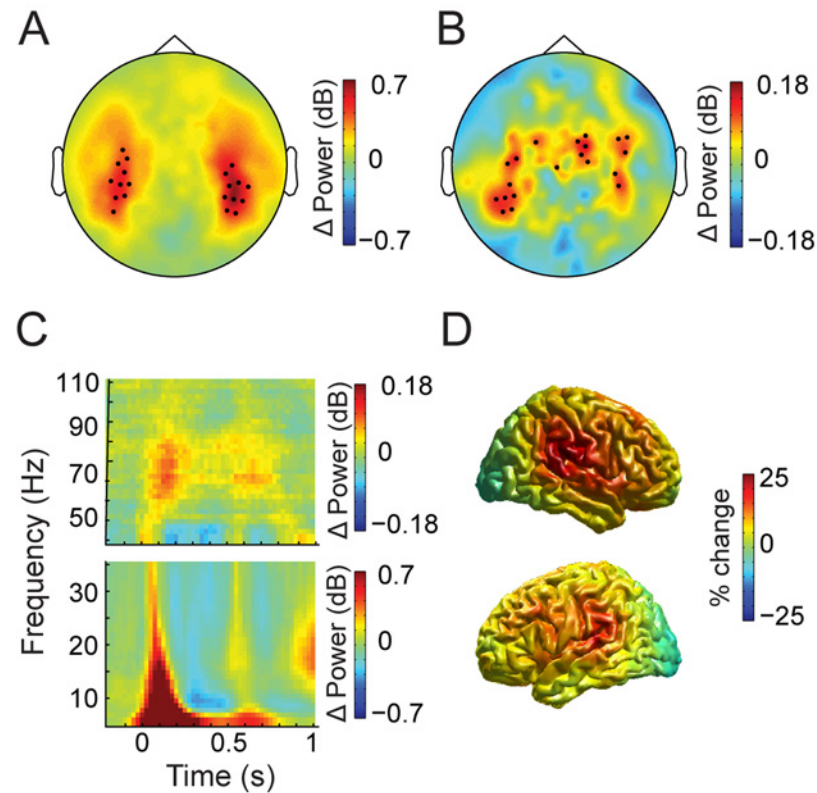 A
0.7
0
−0.7
Δ Power (dB)
B
0.18
0
−0.18
Δ Power (dB)
C
110
90
70
50
Frequency (Hz)
30
20
10
0
0.5
1
Time (s)
0.18
0
−0.18
Δ Power (dB)
0.7
0
−0.7
Δ Power (dB)
D
25
0
−25
% change